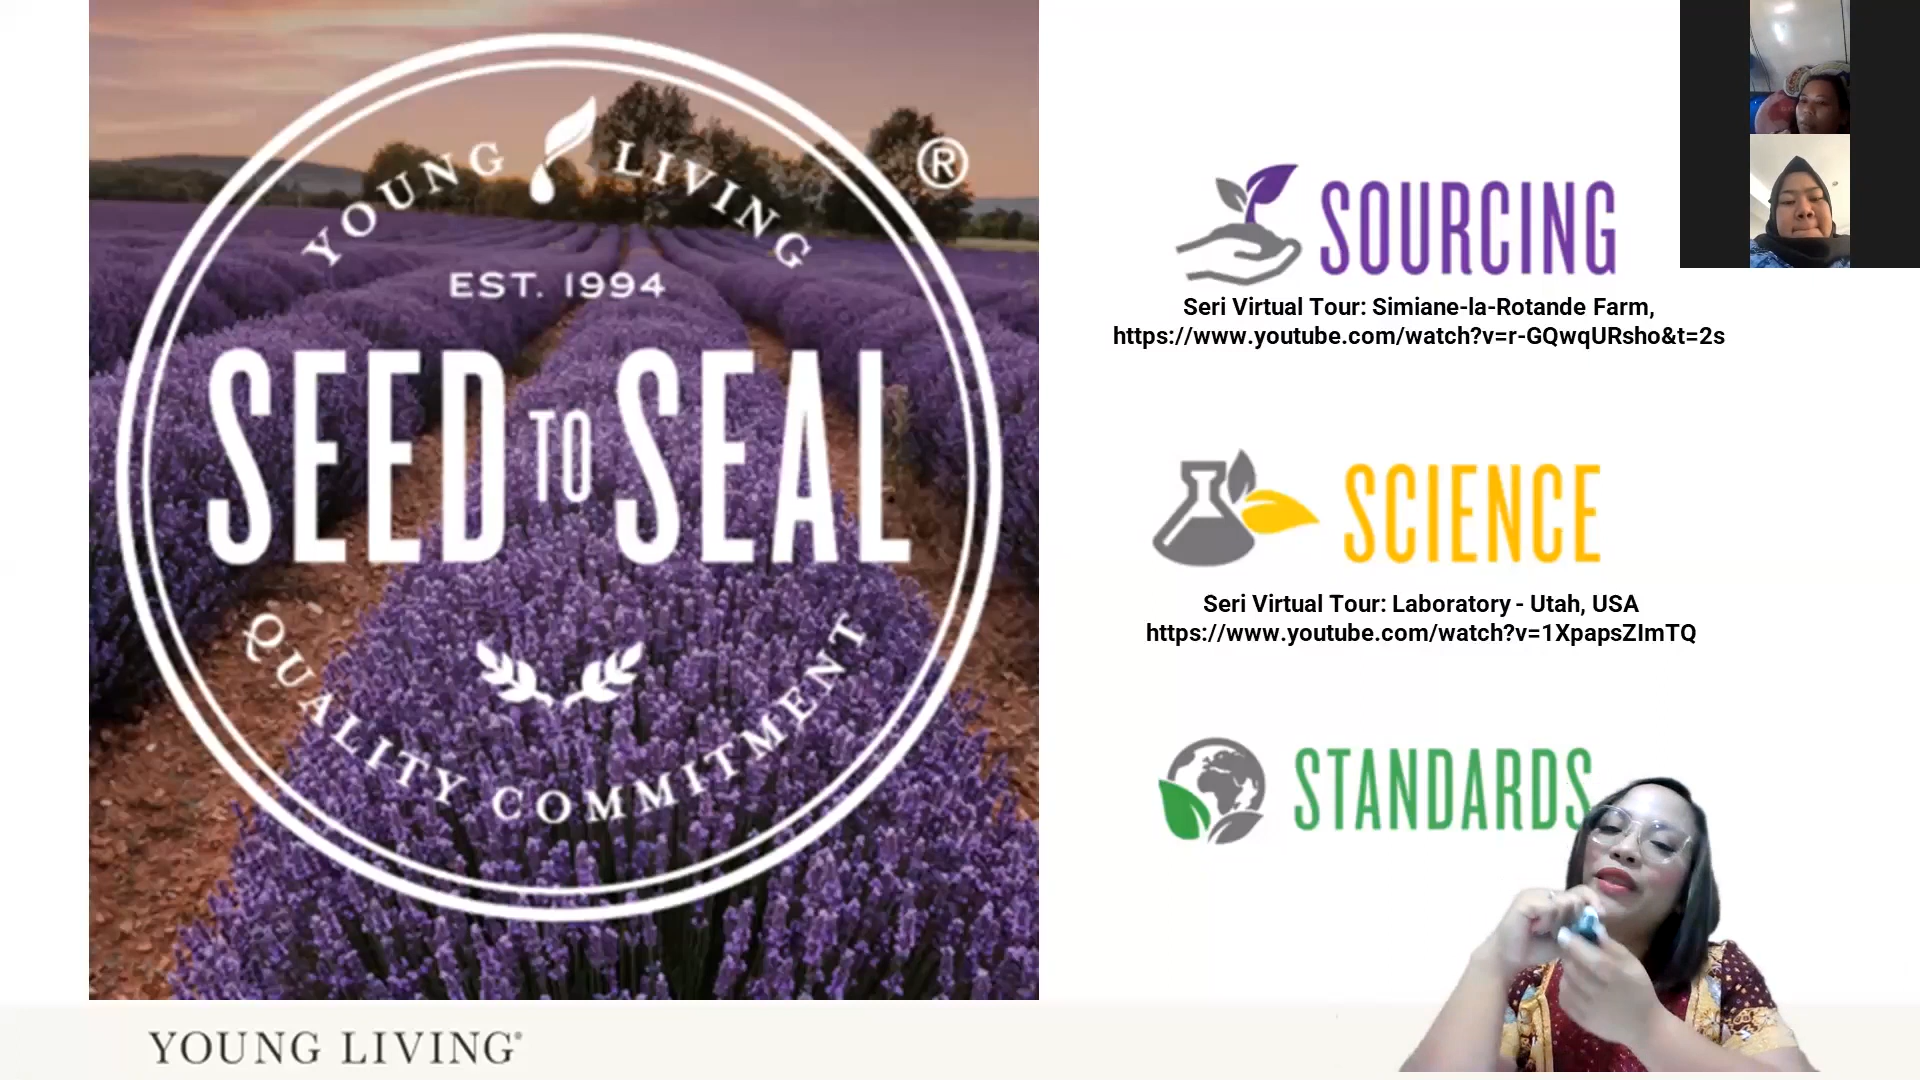 YOUNG LIVING
®
EST. 1994
SEED TO SEAL
QUALITY COMMITMENT
SOURCING
Seri Virtual Tour: Simiane-la-Rotande Farm,
https://www.youtube.com/watch?v=r-GQwqURsho&t=2s
SCIENCE
Seri Virtual Tour: Laboratory - Utah, USA
https://www.youtube.com/watch?v=1XpapsZImTQ
STANDARDS
YOUNG LIVING®